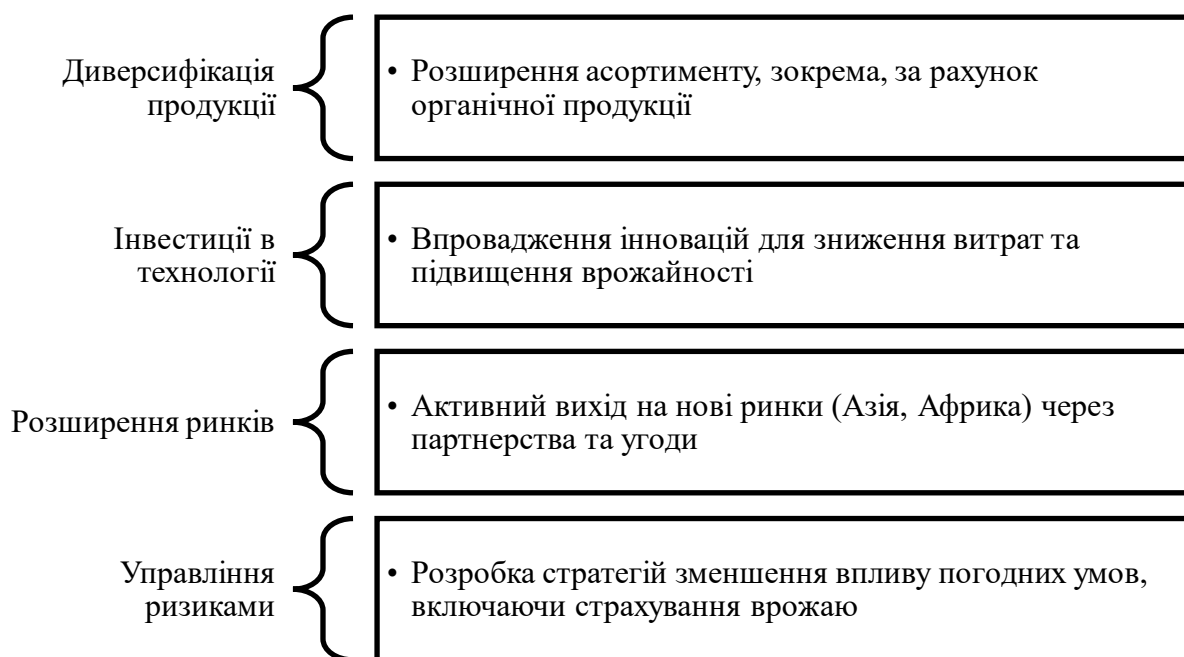 Диверсифікація
продукції
• Розширення асортименту, зокрема, за рахунок
органічної продукції
Інвестиції в
технології
• Впровадження інновацій для зниження витрат та
підвищення врожайності
Розширення ринків
• Активний вихід на нові ринки (Азія, Африка) через
партнерства та угоди
Управління
ризиками
• Розробка стратегій зменшення впливу погодних умов,
включаючи страхування врожаю